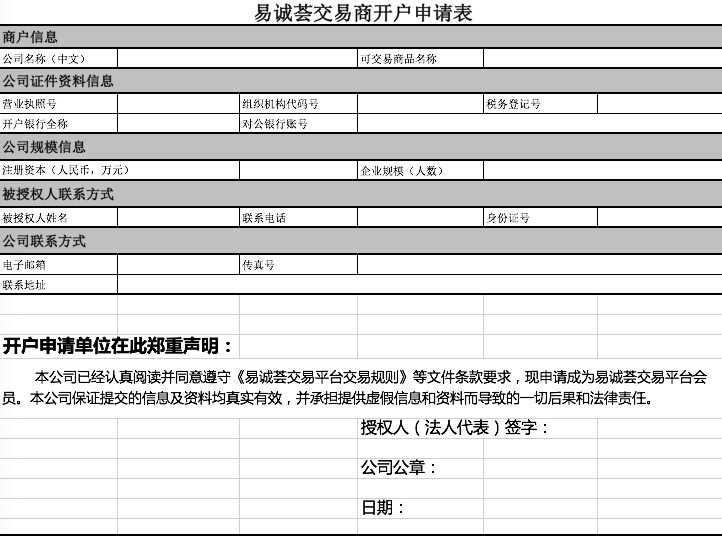 易诚荟交易商开户申请表
商户信息
公司名称（中文） 可交易商品名称
公司证件资料信息
营业执照号 组织机构代码号 税务登记号
开户银行全称 对公银行账号
公司规模信息
注册资本（人民币，万元） 企业规模（人数）
被授权人联系方式
被授权人姓名 联系电话 身份证号
公司联系方式
电子邮箱 传真号
联系地址
开户申请单位在此郑重声明：
本公司已经认真阅读并同意遵守《易诚荟交易平台交易规则》等文件条款要求，现申请成为易诚荟交易平台会
员。本公司保证提交的信息及资料均真实有效，并承担提供虚假信息和资料而导致的一切后果和法律责任。
授权人（法人代表）签字：
公司公章：
日期：